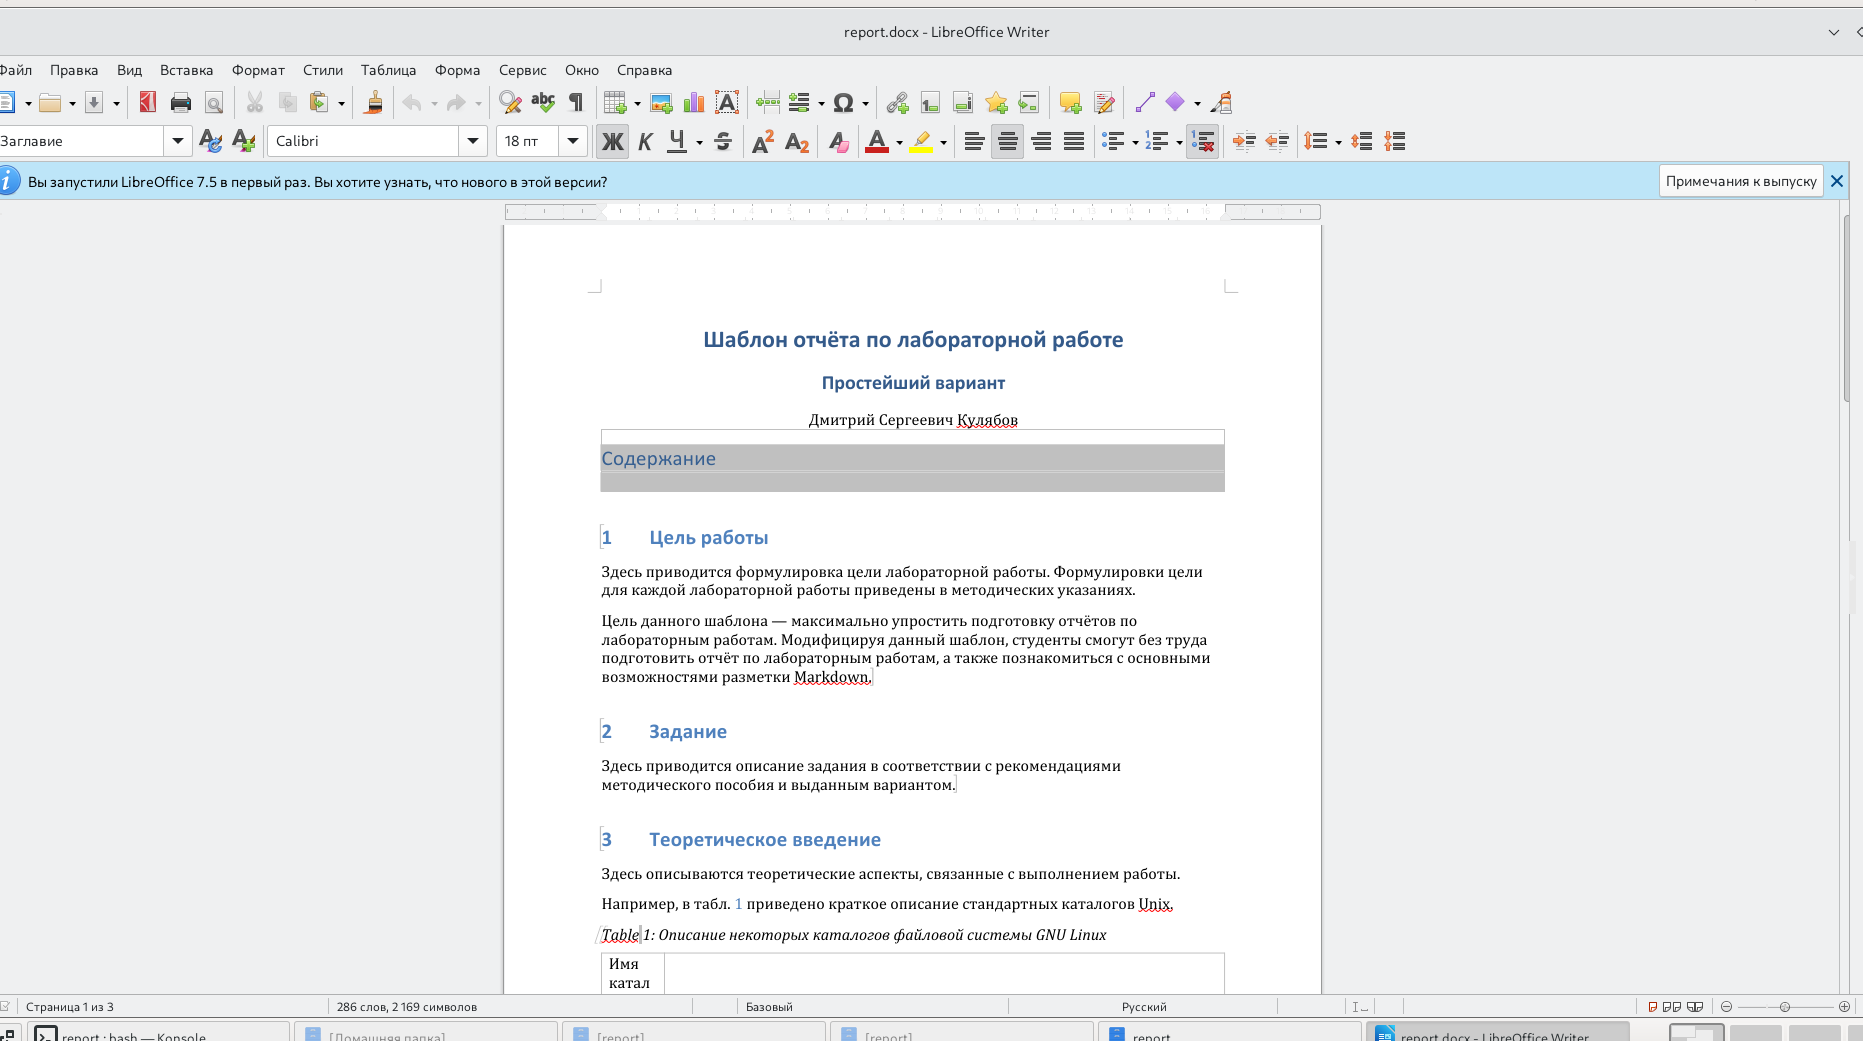 report.docx - LibreOffice Writer
Файл Правка Вид Вставка Формат Стили Таблица Форма Сервис Окно Справка
Заглавие Calibri 18 пт Ж К Ч S A² A₂
Вы запустили LibreOffice 7.5 в первый раз. Вы хотите узнать, что нового в этой версии? Примечания к выпуску
Шаблон отчёта по лабораторной работе
Простейший вариант
Дмитрий Сергеевич Кулябов
Содержание
1 Цель работы
Здесь приводится формулировка цели лабораторной работы. Формулировки цели
для каждой лабораторной работы приведены в методических указаниях.
Цель данного шаблона — максимально упростить подготовку отчётов по
лабораторным работам. Модифицируя данный шаблон, студенты смогут без труда
подготовить отчёт по лабораторным работам, а также познакомиться с основными
возможностями разметки Markdown.
2 Задание
Здесь приводится описание задания в соответствии с рекомендациями
методического пособия и выданным вариантом.
3 Теоретическое введение
Здесь описываются теоретические аспекты, связанные с выполнением работы.
Например, в табл. 1 приведено краткое описание стандартных каталогов Unix.
Table 1: Описание некоторых каталогов файловой системы GNU Linux
Имя
катал
Страница 1 из 3 286 слов, 2 169 символов Базовый Русский
report : bash — Konsole [Домашняя папка] [report] [report] report report.docx - LibreOffice Writer